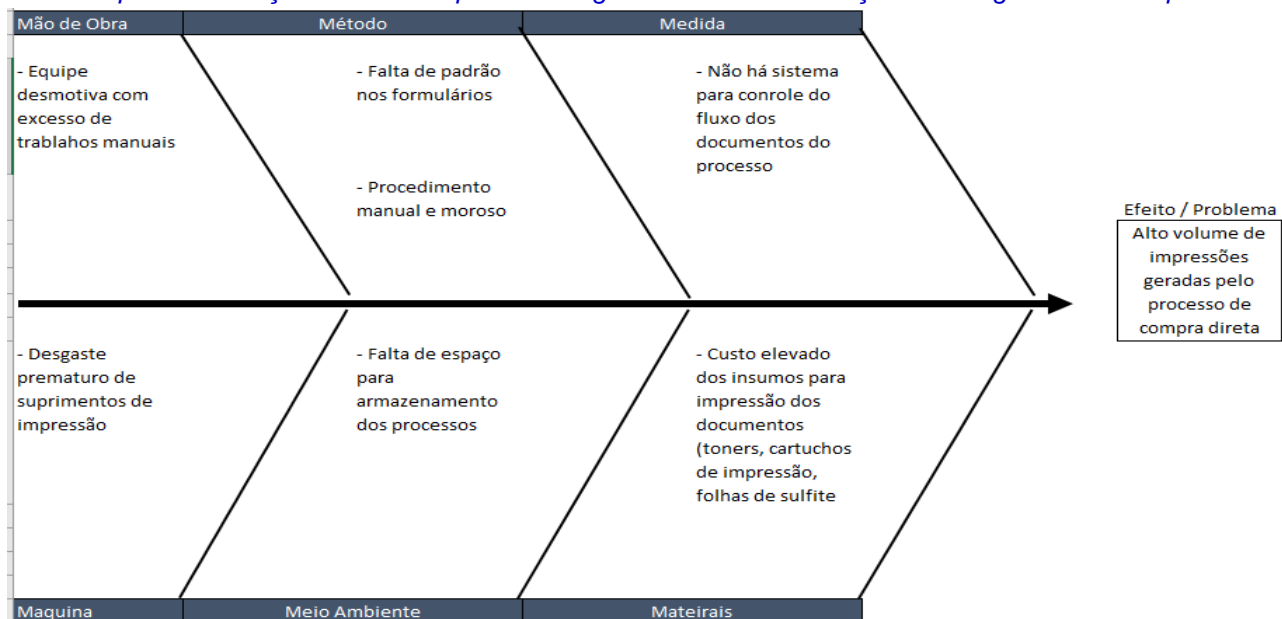 Mão de Obra
Método
Medida
- Equipe
desmotiva com
excesso de
trablahos manuais
- Falta de padrão
nos formulários
- Procedimento
manual e moroso
- Não há sistema
para conrole do
fluxo dos
documentos do
processo
Efeito / Problema
Alto volume de
impressões
geradas pelo
processo de
compra direta
- Desgaste
prematuro de
suprimentos de
impressão
- Falta de espaço
para
armazenamento
dos processos
- Custo elevado
dos insumos para
impressão dos
documentos
(toners, cartuchos
de impressão,
folhas de sulfite
Maquina
Meio Ambiente
Mateirais